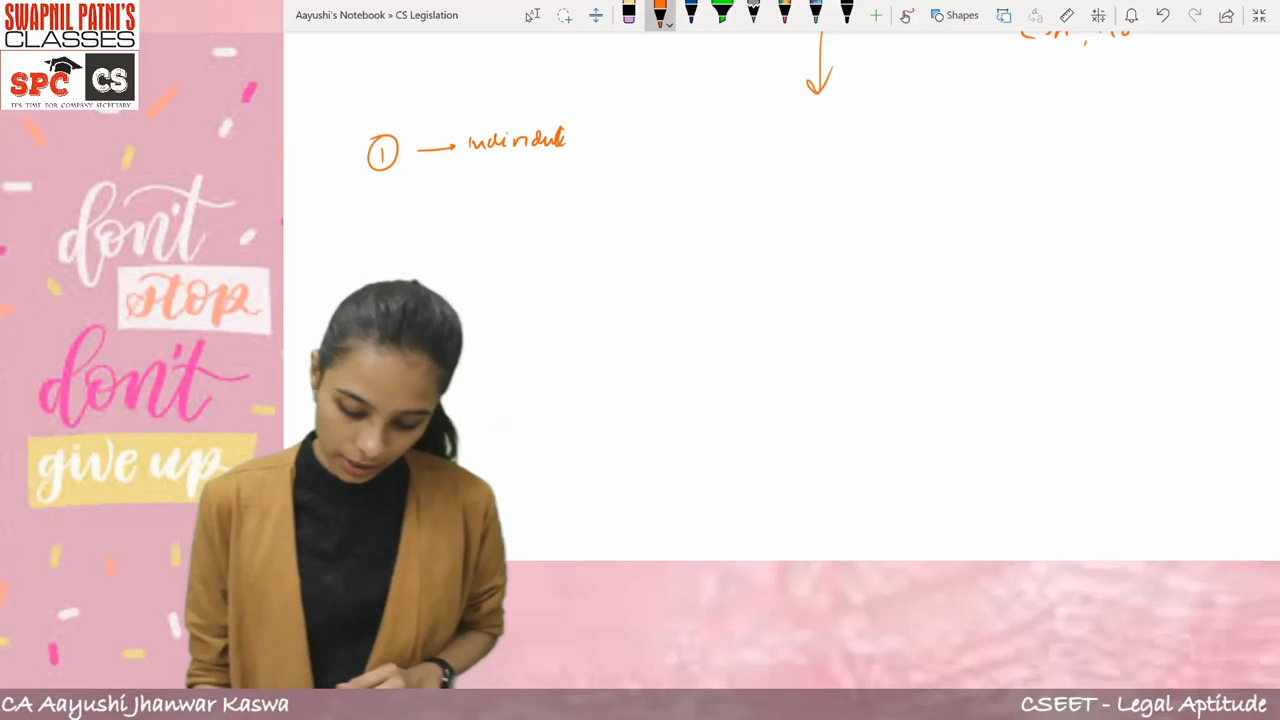 SWAPNIL PATNI'S
CLASSES
SPC CS
IT'S TIME FOR COMPANY SECRETARY
Aayushi's Notebook » CS Legislation
Shapes
1 → individul
don't
stop
don't
give up
CA Aayushi Jhanwar Kaswa
CSEET - Legal Aptitude